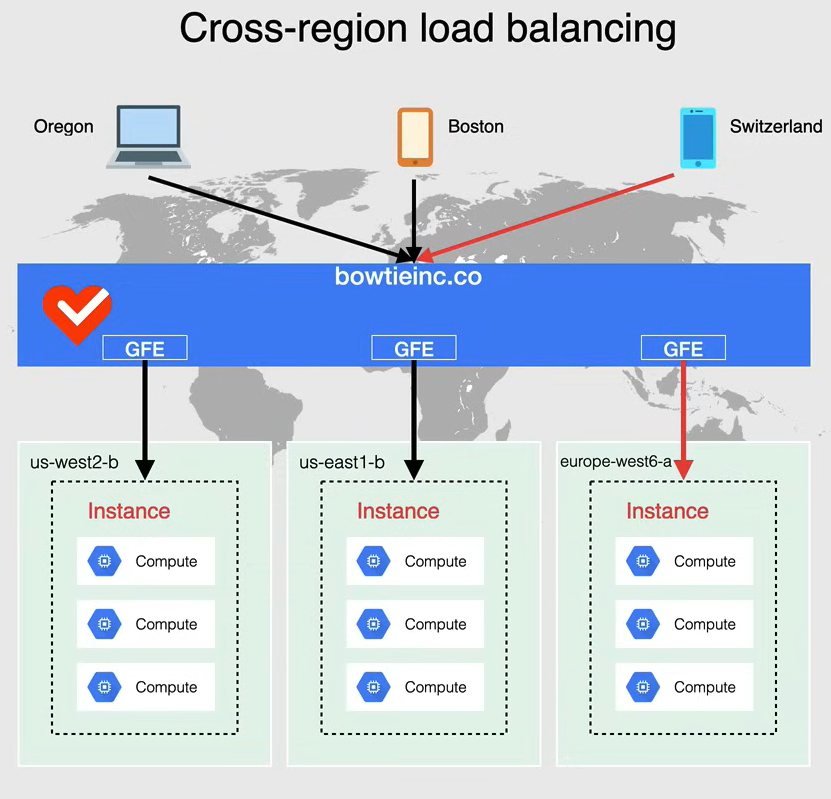 Cross-region load balancing
Oregon
Boston
Switzerland
bowtieinc.co
GFE
GFE
GFE
us-west2-b
us-east1-b
europe-west6-a
Instance
Instance
Instance
Compute
Compute
Compute
Compute
Compute
Compute
Compute
Compute
Compute